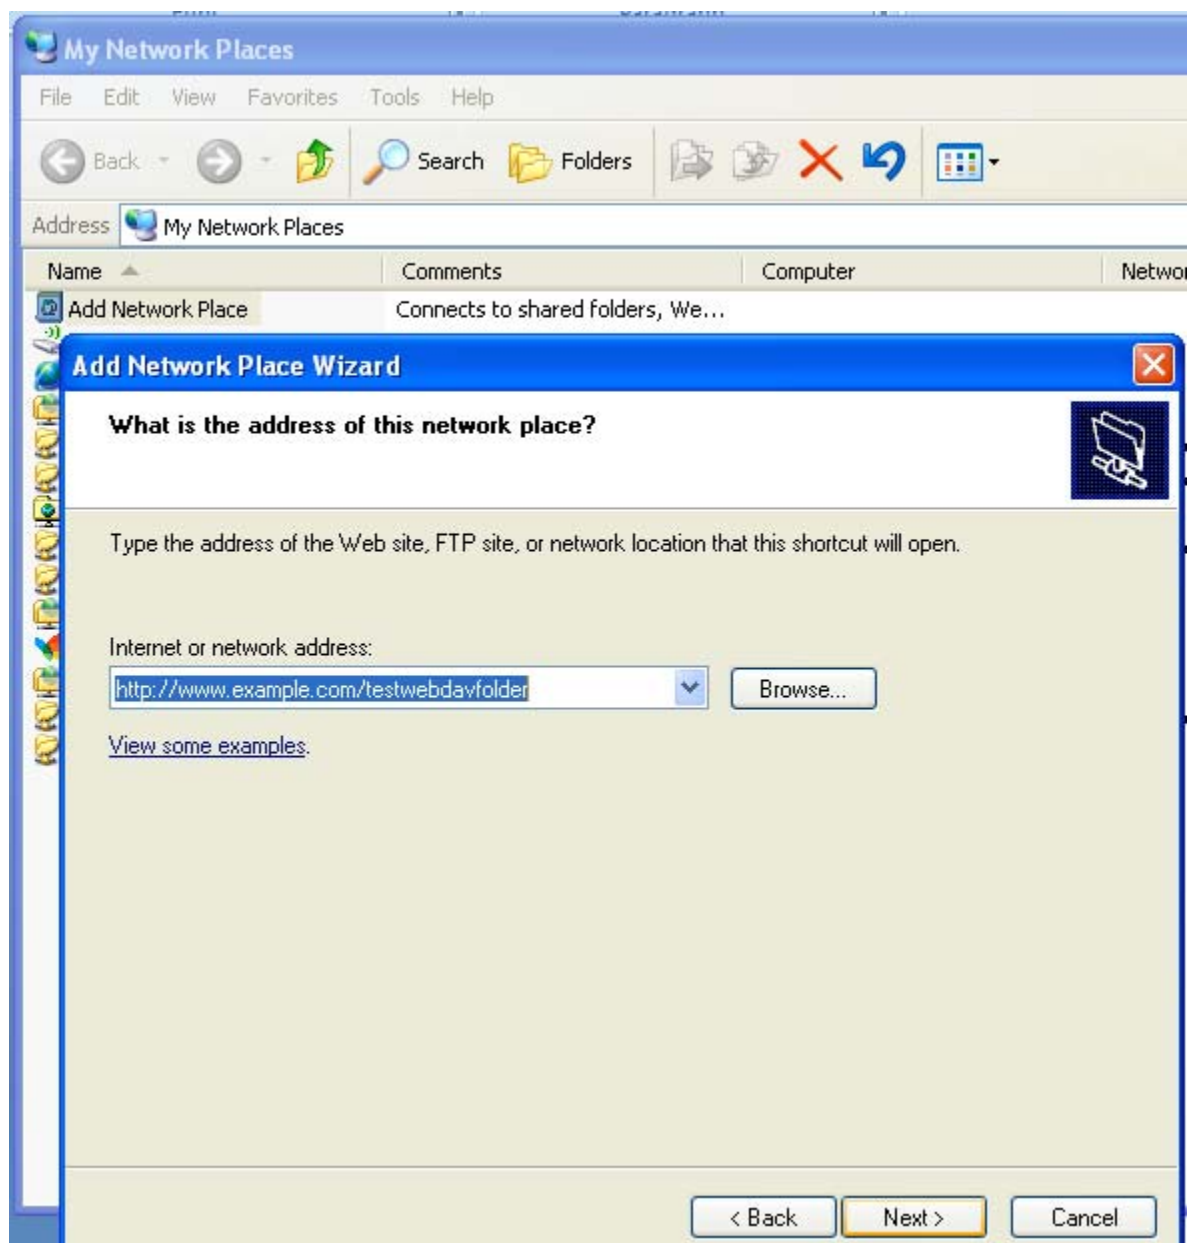 My Network Places
File Edit View Favorites Tools Help
Back Search Folders
Address My Network Places
Name Comments Computer Networ
Add Network Place Connects to shared folders, We...
Add Network Place Wizard
What is the address of this network place?
Type the address of the Web site, FTP site, or network location that this shortcut will open.
Internet or network address:
http://www.example.com/testwebdavfolder Browse...
View some examples.
< Back Next > Cancel